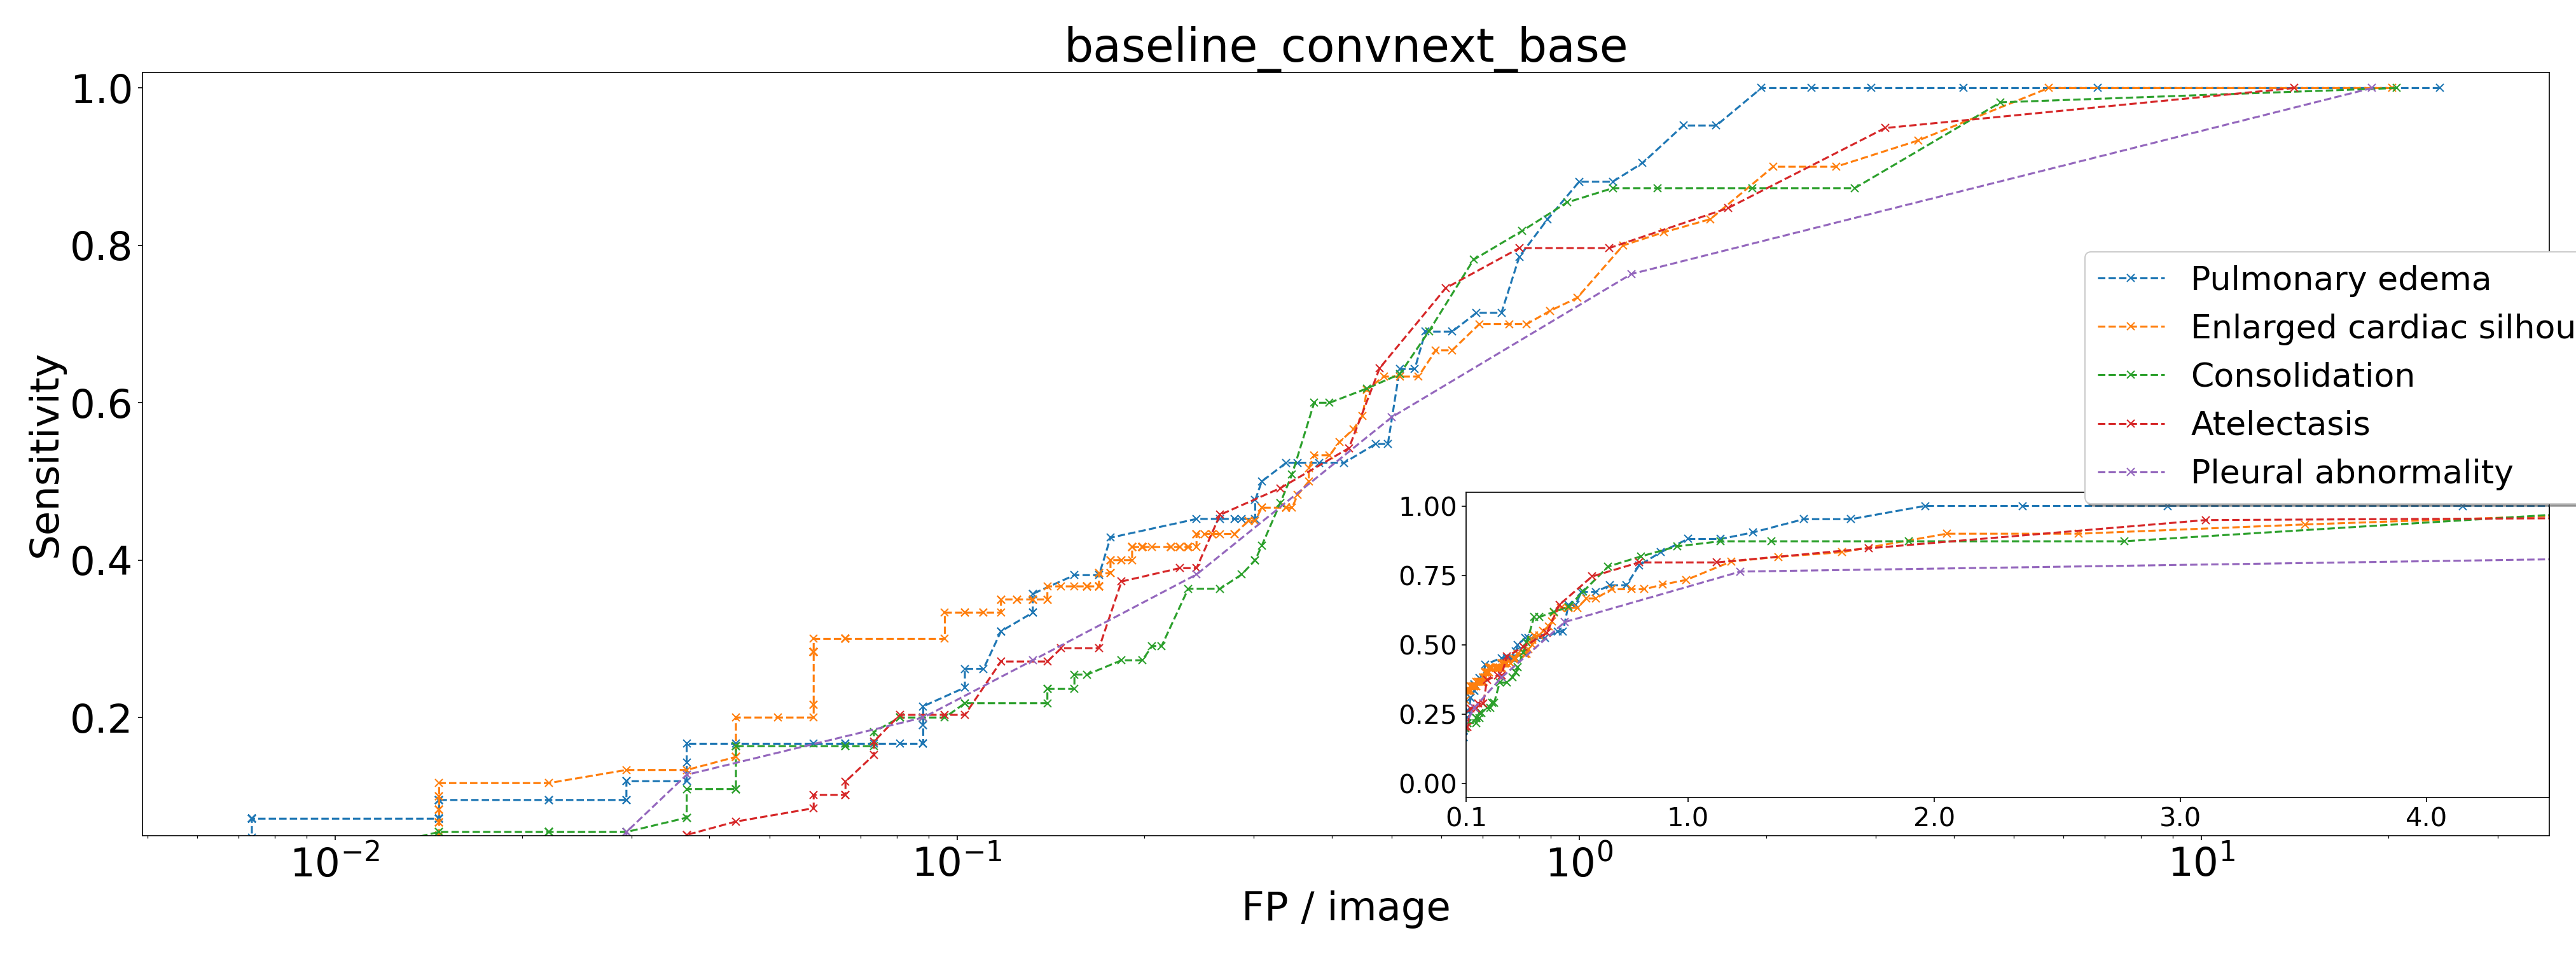 baseline_convnext_base
1.0
0.8
0.6
0.4
0.2
Sensitivity
10⁻²
10⁻¹
10⁰
10¹
FP / image
Pulmonary edema
Enlarged cardiac silhou
Consolidation
Atelectasis
Pleural abnormality
1.00
0.75
0.50
0.25
0.00
0.1
1.0
2.0
3.0
4.0